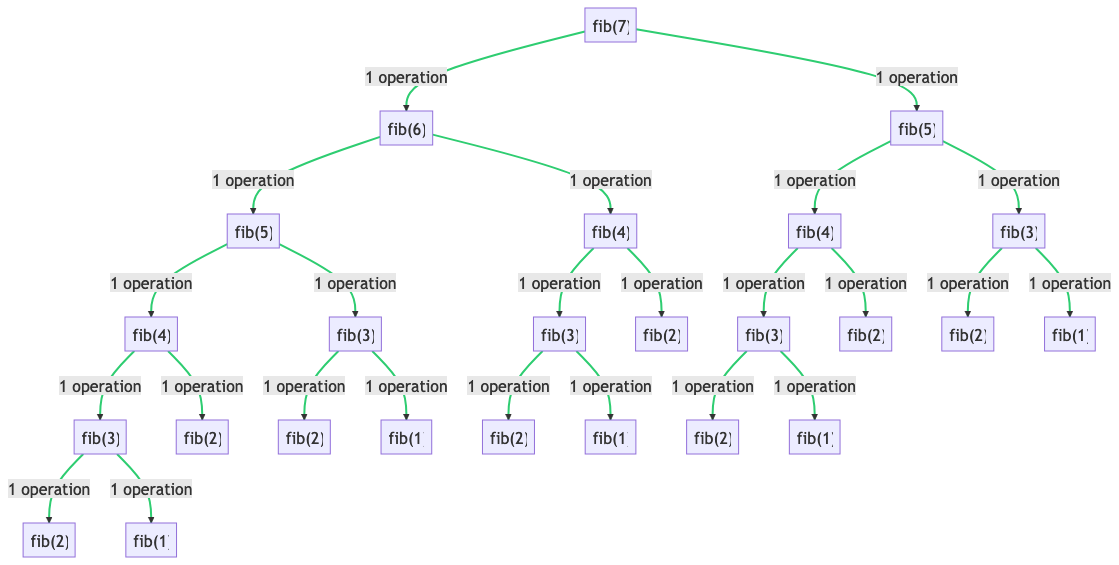 fib(7)
1 operation
1 operation
fib(6)
fib(5)
1 operation
1 operation
1 operation
1 operation
fib(5)
fib(4)
fib(4)
fib(3)
1 operation
1 operation
1 operation
1 operation
1 operation
1 operation
1 operation
1 operation
fib(4)
fib(3)
fib(3)
fib(2)
fib(3)
fib(2)
fib(2)
fib(1)
1 operation
1 operation
1 operation
1 operation
1 operation
1 operation
1 operation
1 operation
fib(3)
fib(2)
fib(2)
fib(1)
fib(2)
fib(1)
fib(2)
fib(1)
1 operation
1 operation
fib(2)
fib(1)